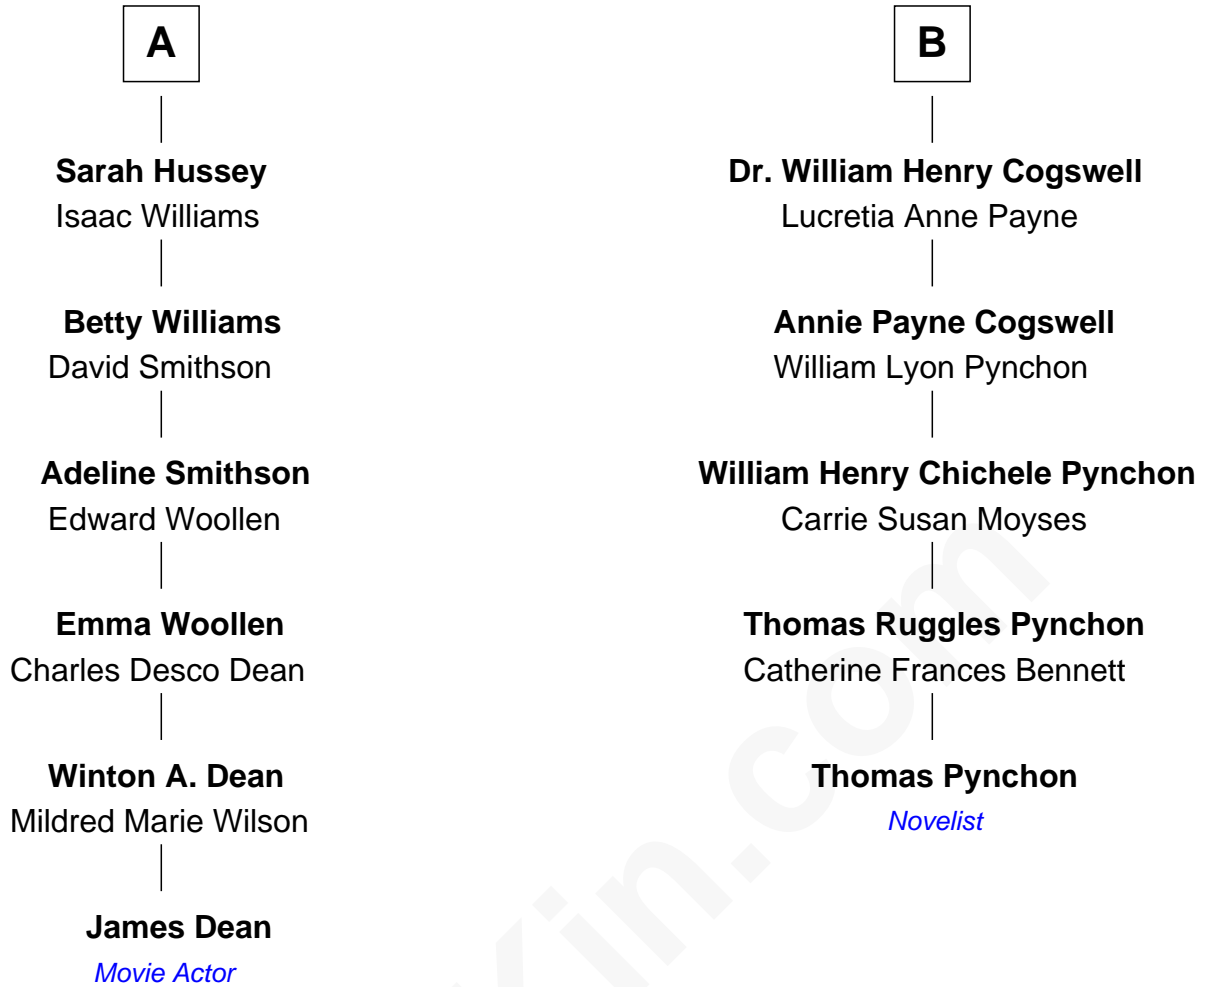 A
Sarah Hussey
Isaac Williams
Betty Williams
David Smithson
Adeline Smithson
Edward Woollen
Emma Woollen
Charles Desco Dean
Winton A. Dean
Mildred Marie Wilson
James Dean
Movie Actor
B
Dr. William Henry Cogswell
Lucretia Anne Payne
Annie Payne Cogswell
William Lyon Pynchon
William Henry Chichele Pynchon
Carrie Susan Moyses
Thomas Ruggles Pynchon
Catherine Frances Bennett
Thomas Pynchon
Novelist